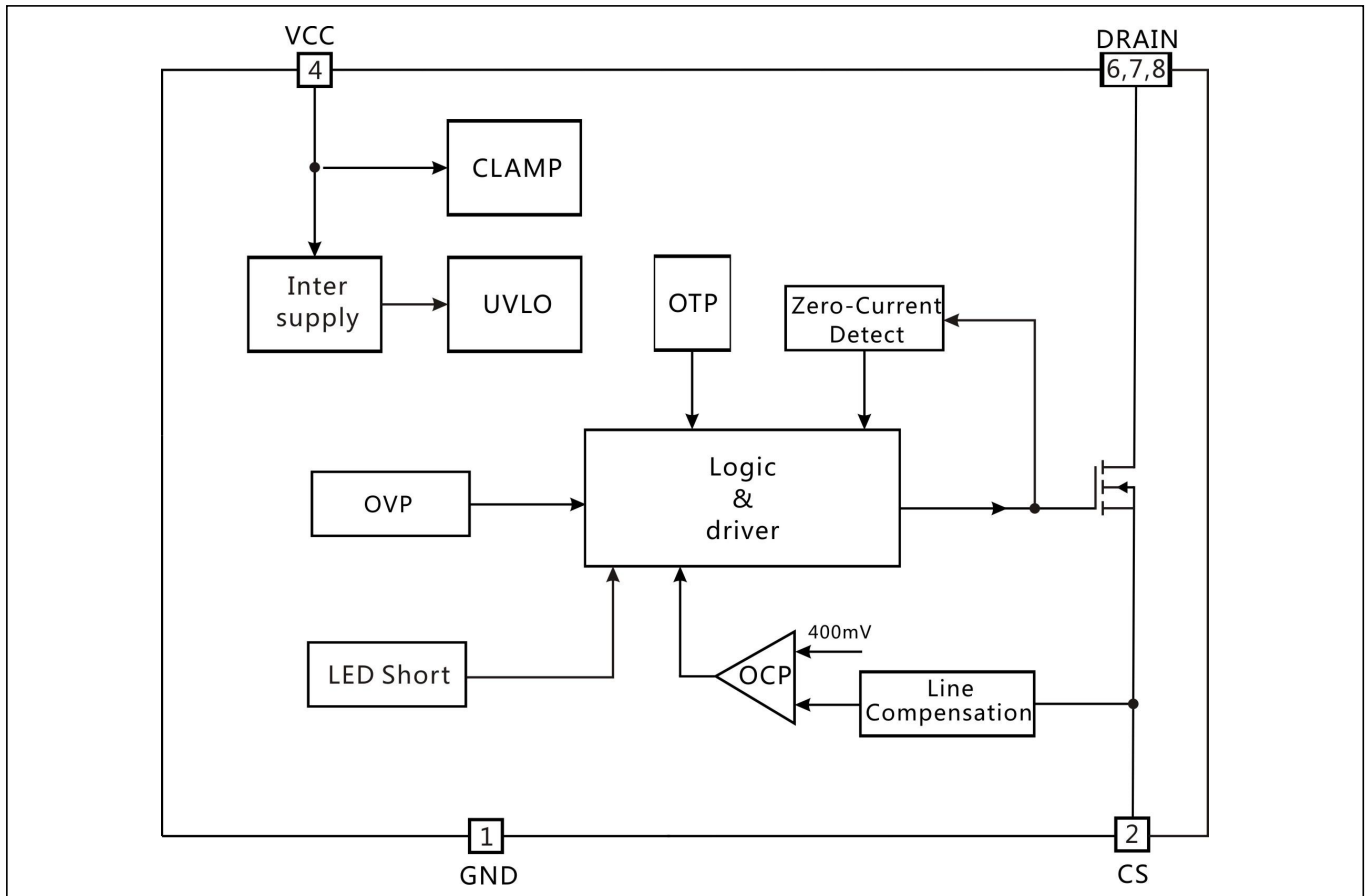 VCC
4
DRAIN
6,7,8
CLAMP
Inter
supply
UVLO
OTP
Zero-Current
Detect
Logic
&
driver
OVP
LED Short
400mV
OCP
Line
Compensation
1
GND
2
CS